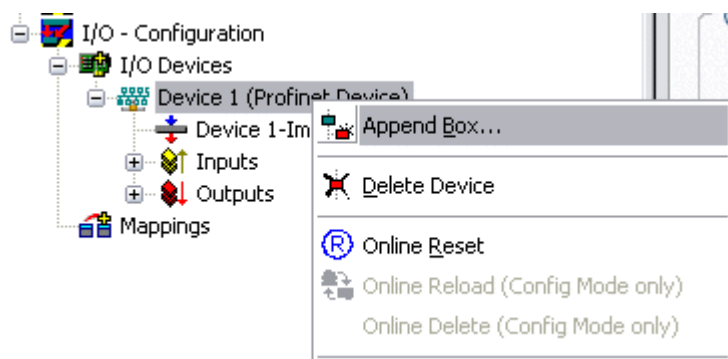 I/O - Configuration
I/O Devices
Device 1 (Profinet Device)
Device 1-Im
Append Box...
Inputs
Delete Device
Outputs
Mappings
Online Reset
Online Reload (Config Mode only)
Online Delete (Config Mode only)